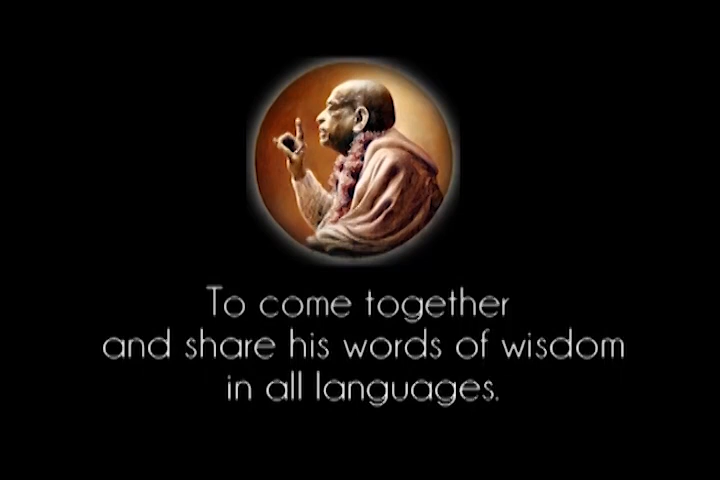 To come together
and share his words of wisdom
in all languages.